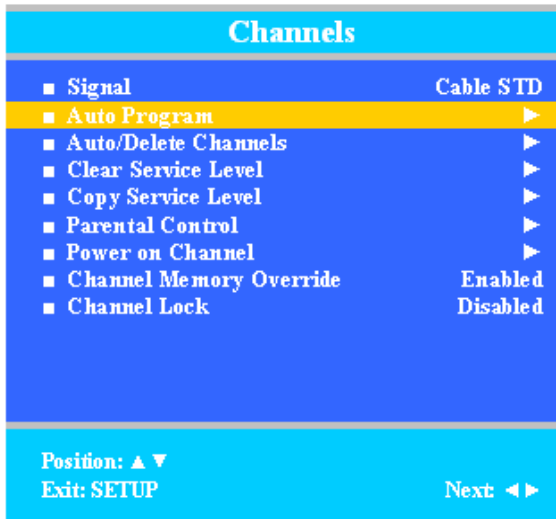 Channels
Signal Cable STD
Auto Program ▶
Auto/Delete Channels ▶
Clear Service Level ▶
Copy Service Level ▶
Parental Control ▶
Power on Channel ▶
Channel Memory Override Enabled
Channel Lock Disabled
Position: ▲ ▼
Exit: SETUP Next: ◀ ▶